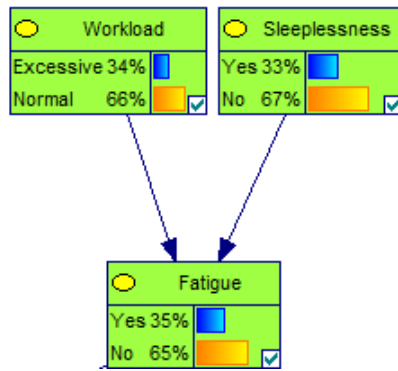 Workload
Excessive 34%
Normal 66%
Sleeplessness
Yes 33%
No 67%
Fatigue
Yes 35%
No 65%